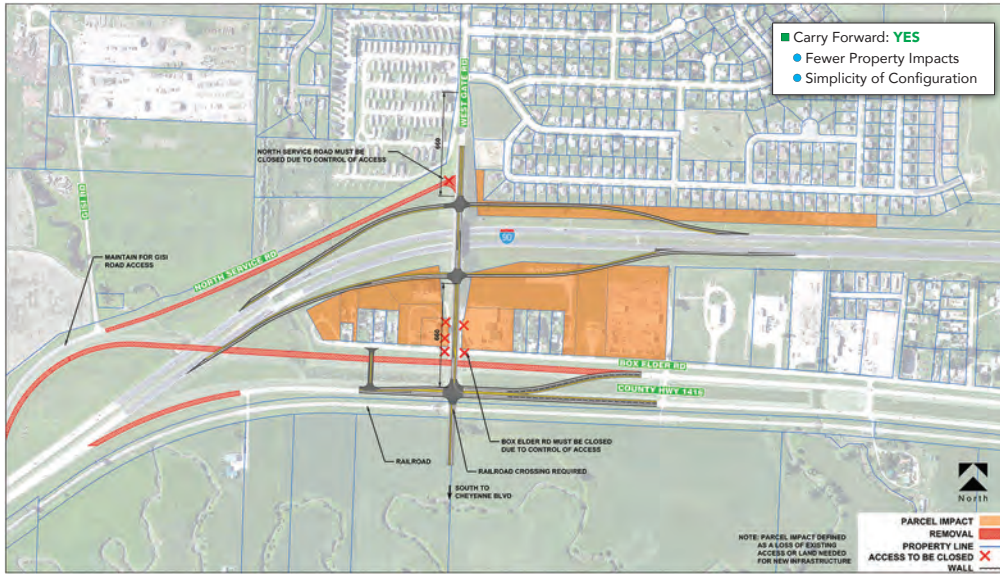 Carry Forward: YES
Fewer Property Impacts
Simplicity of Configuration
WEST GATE RD
660
NORTH SERVICE ROAD MUST BE
CLOSED DUE TO CONTROL OF ACCESS
GISI RD
90
MAINTAIN FOR GISI
ROAD ACCESS
NORTH SERVICE RD
660
BOX ELDER RD
COUNTY HWY 1416
BOX ELDER RD MUST BE CLOSED
DUE TO CONTROL OF ACCESS
RAILROAD
RAILROAD CROSSING REQUIRED
SOUTH TO
CHEYENNE BLVD
North
NOTE: PARCEL IMPACT DEFINED
AS A LOSS OF EXISTING
ACCESS OR LAND NEEDED
FOR NEW INFRASTRUCTURE
PARCEL IMPACT
REMOVAL
PROPERTY LINE
ACCESS TO BE CLOSED
WALL